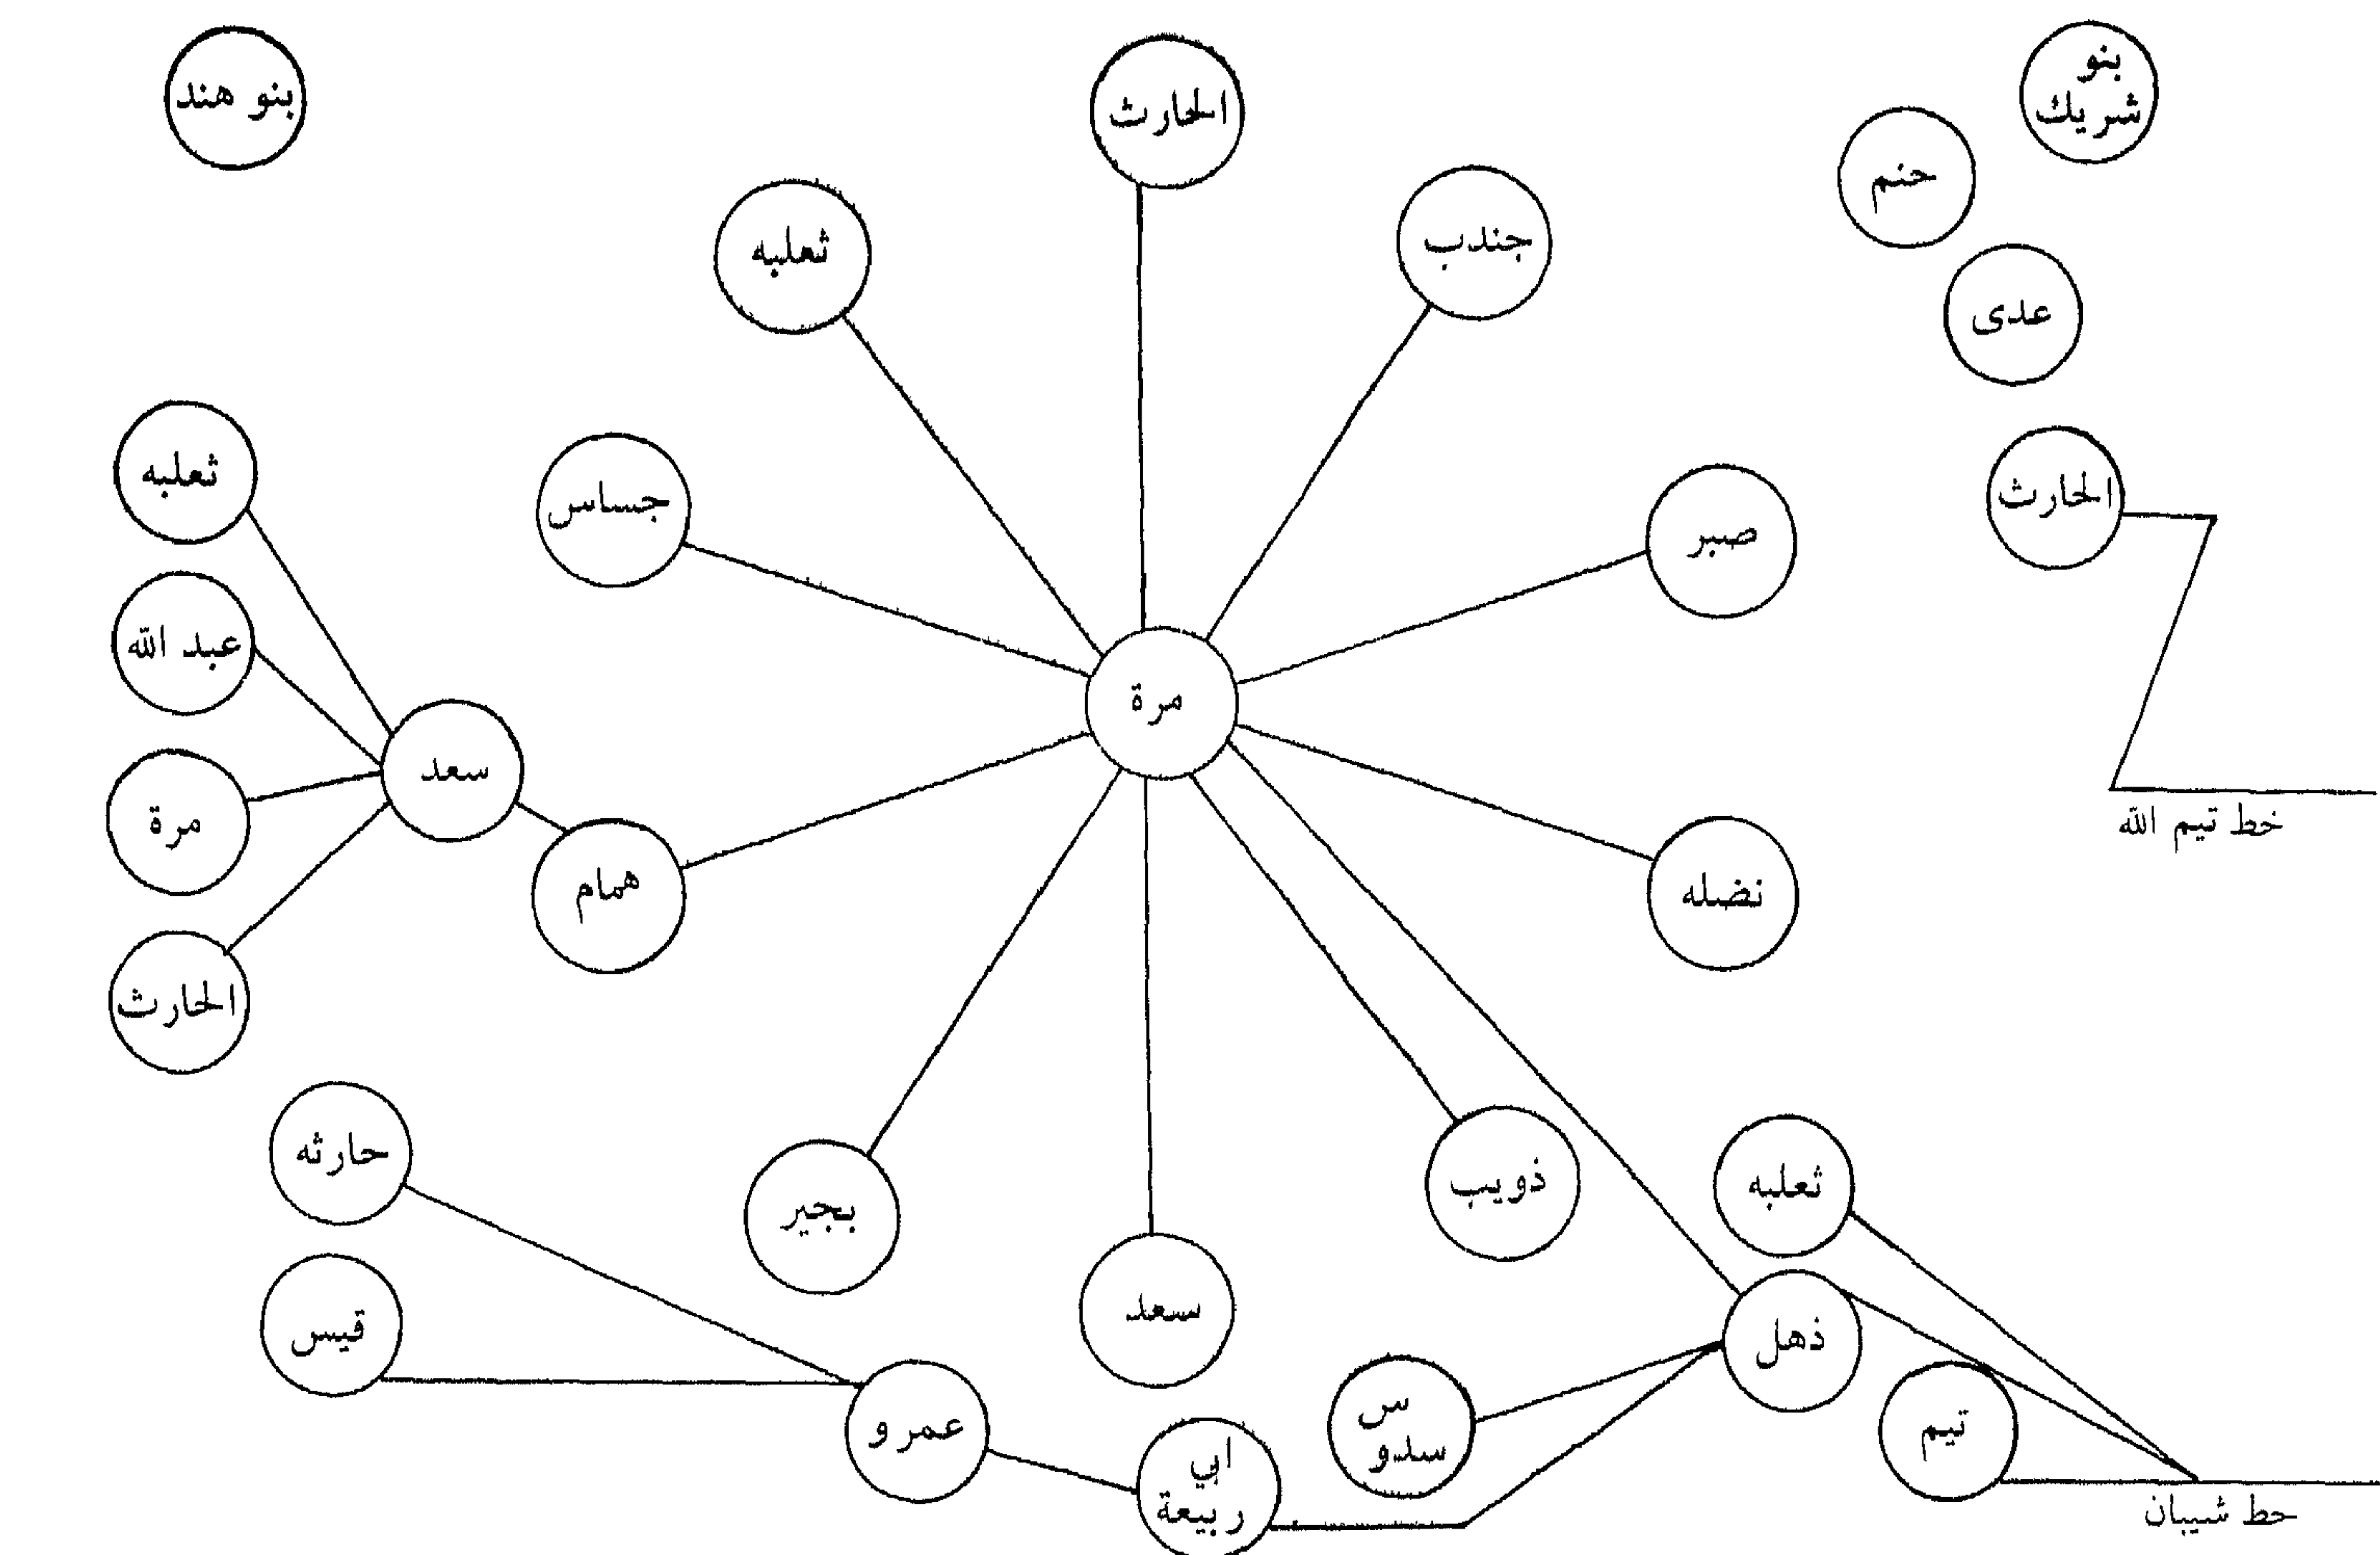 بنو
شريك
الحارث
بنو هند
حنم
جندب
ثعلبه
عدى
ثعلبه
الحارث
جساس
صبر
عبد الله
مرة
سعد
مرة
خط تيم الله
همام
نضله
الحارث
حارثه
ثعلبه
ذويب
بجير
سعد
قيس
ذهل
س
سدو
تيم
عمرو
ابي
ربيعة
خط شيبان